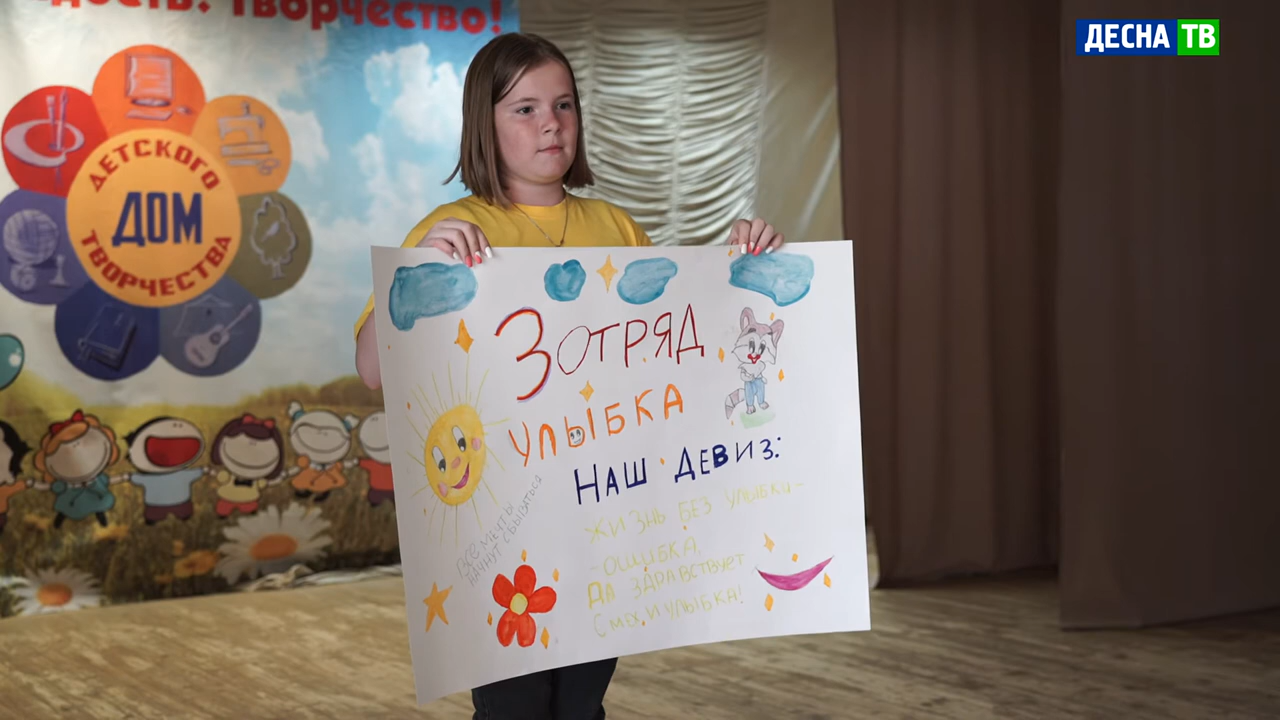 творчество!
ДЕСНА ТВ
ДЕТСКОГО
ДОМ
ТВОРЧЕСТВА
3 ОТРЯД
УЛЫБКА
НАШ ДЕВИЗ:
ЖИЗНЬ БЕЗ УЛЫБКИ -
- ОШИБКА,
ДА ЗДРАВСТВУЕТ
СМЕХ И УЛЫБКА!
ВСЕ МЕЧТЫ
НАЧНУТ СБЫВАТЬСЯ